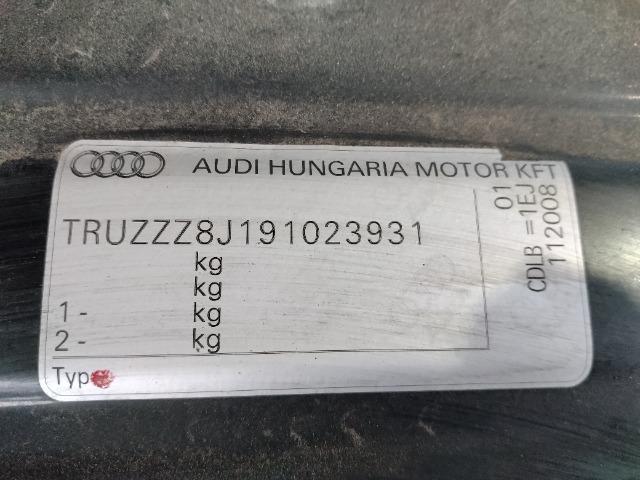 AUDI HUNGARIA MOTOR KFT
TRUZZZ8J191023931
kg
kg
1- kg
2- kg
Typ
01
CDLB =1EJ
112008